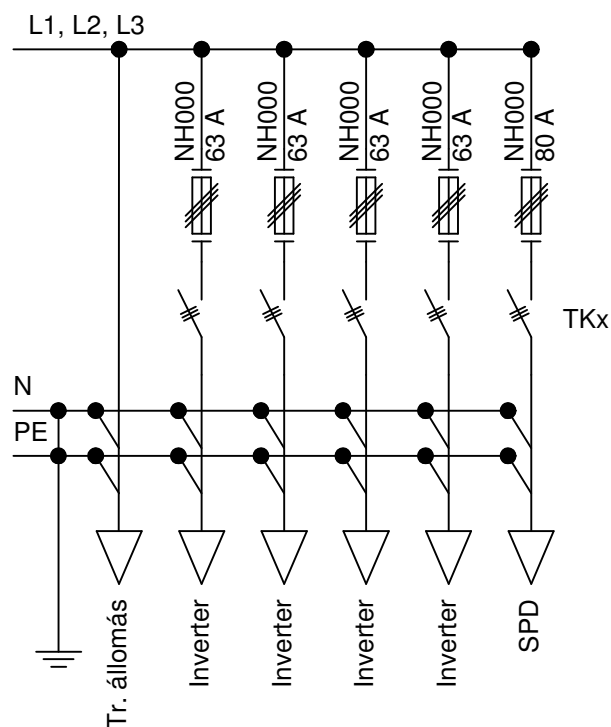 L1, L2, L3
NH000
63 A
NH000
63 A
NH000
63 A
NH000
63 A
NH000
80 A
TKx
N
PE
Tr. állomás
Inverter
Inverter
Inverter
Inverter
SPD